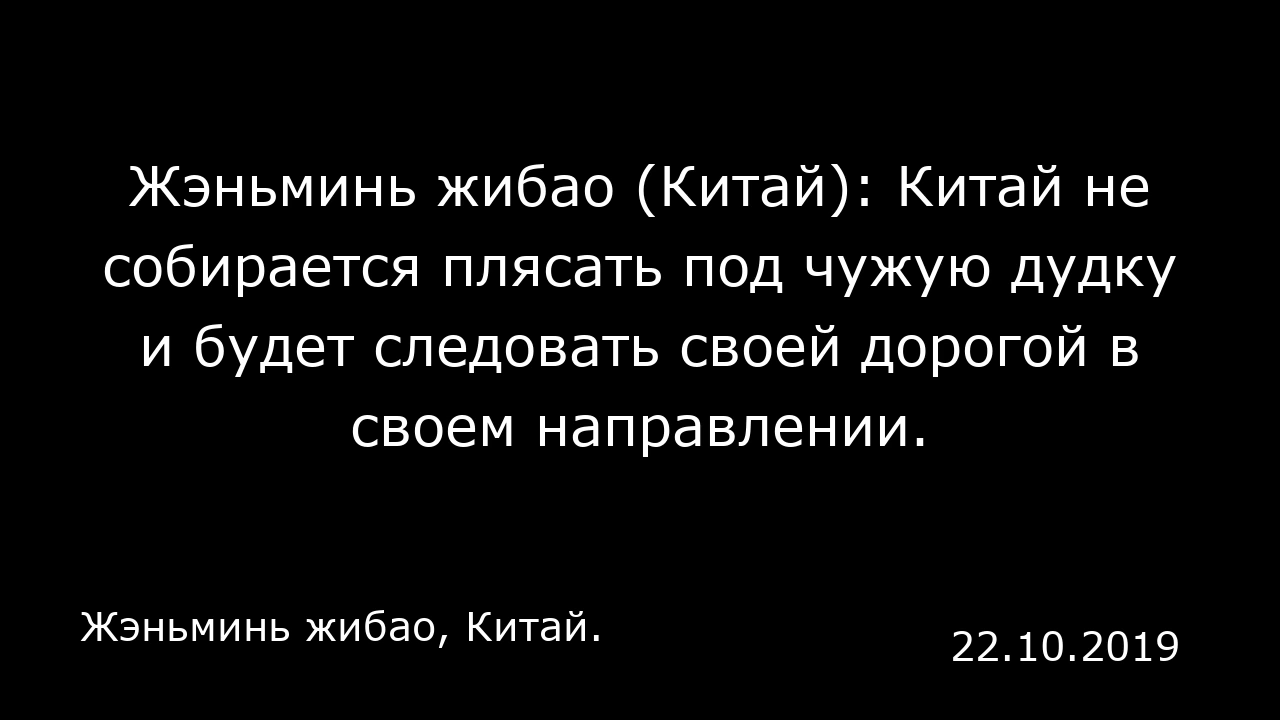 Жэньминь жибао (Китай): Китай не
собирается плясать под чужую дудку
и будет следовать своей дорогой в
своем направлении.
Жэньминь жибао, Китай.
22.10.2019